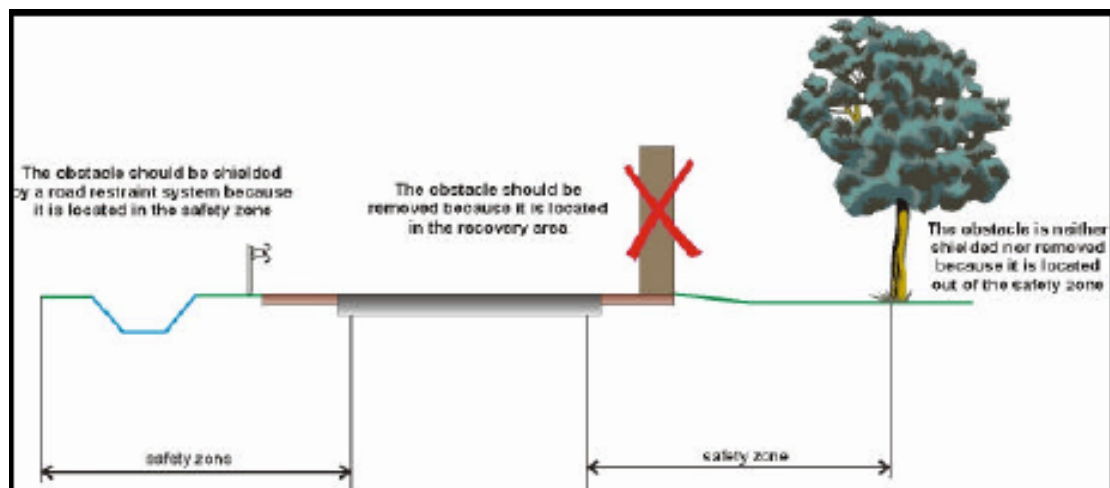 The obstacle should be shielded
by a road restraint system because
it is located in the safety zone
The obstacle should be
removed because it is located
in the recovery area
The obstacle is neither
shielded nor removed
because it is located
out of the safety zone
safety zone
safety zone